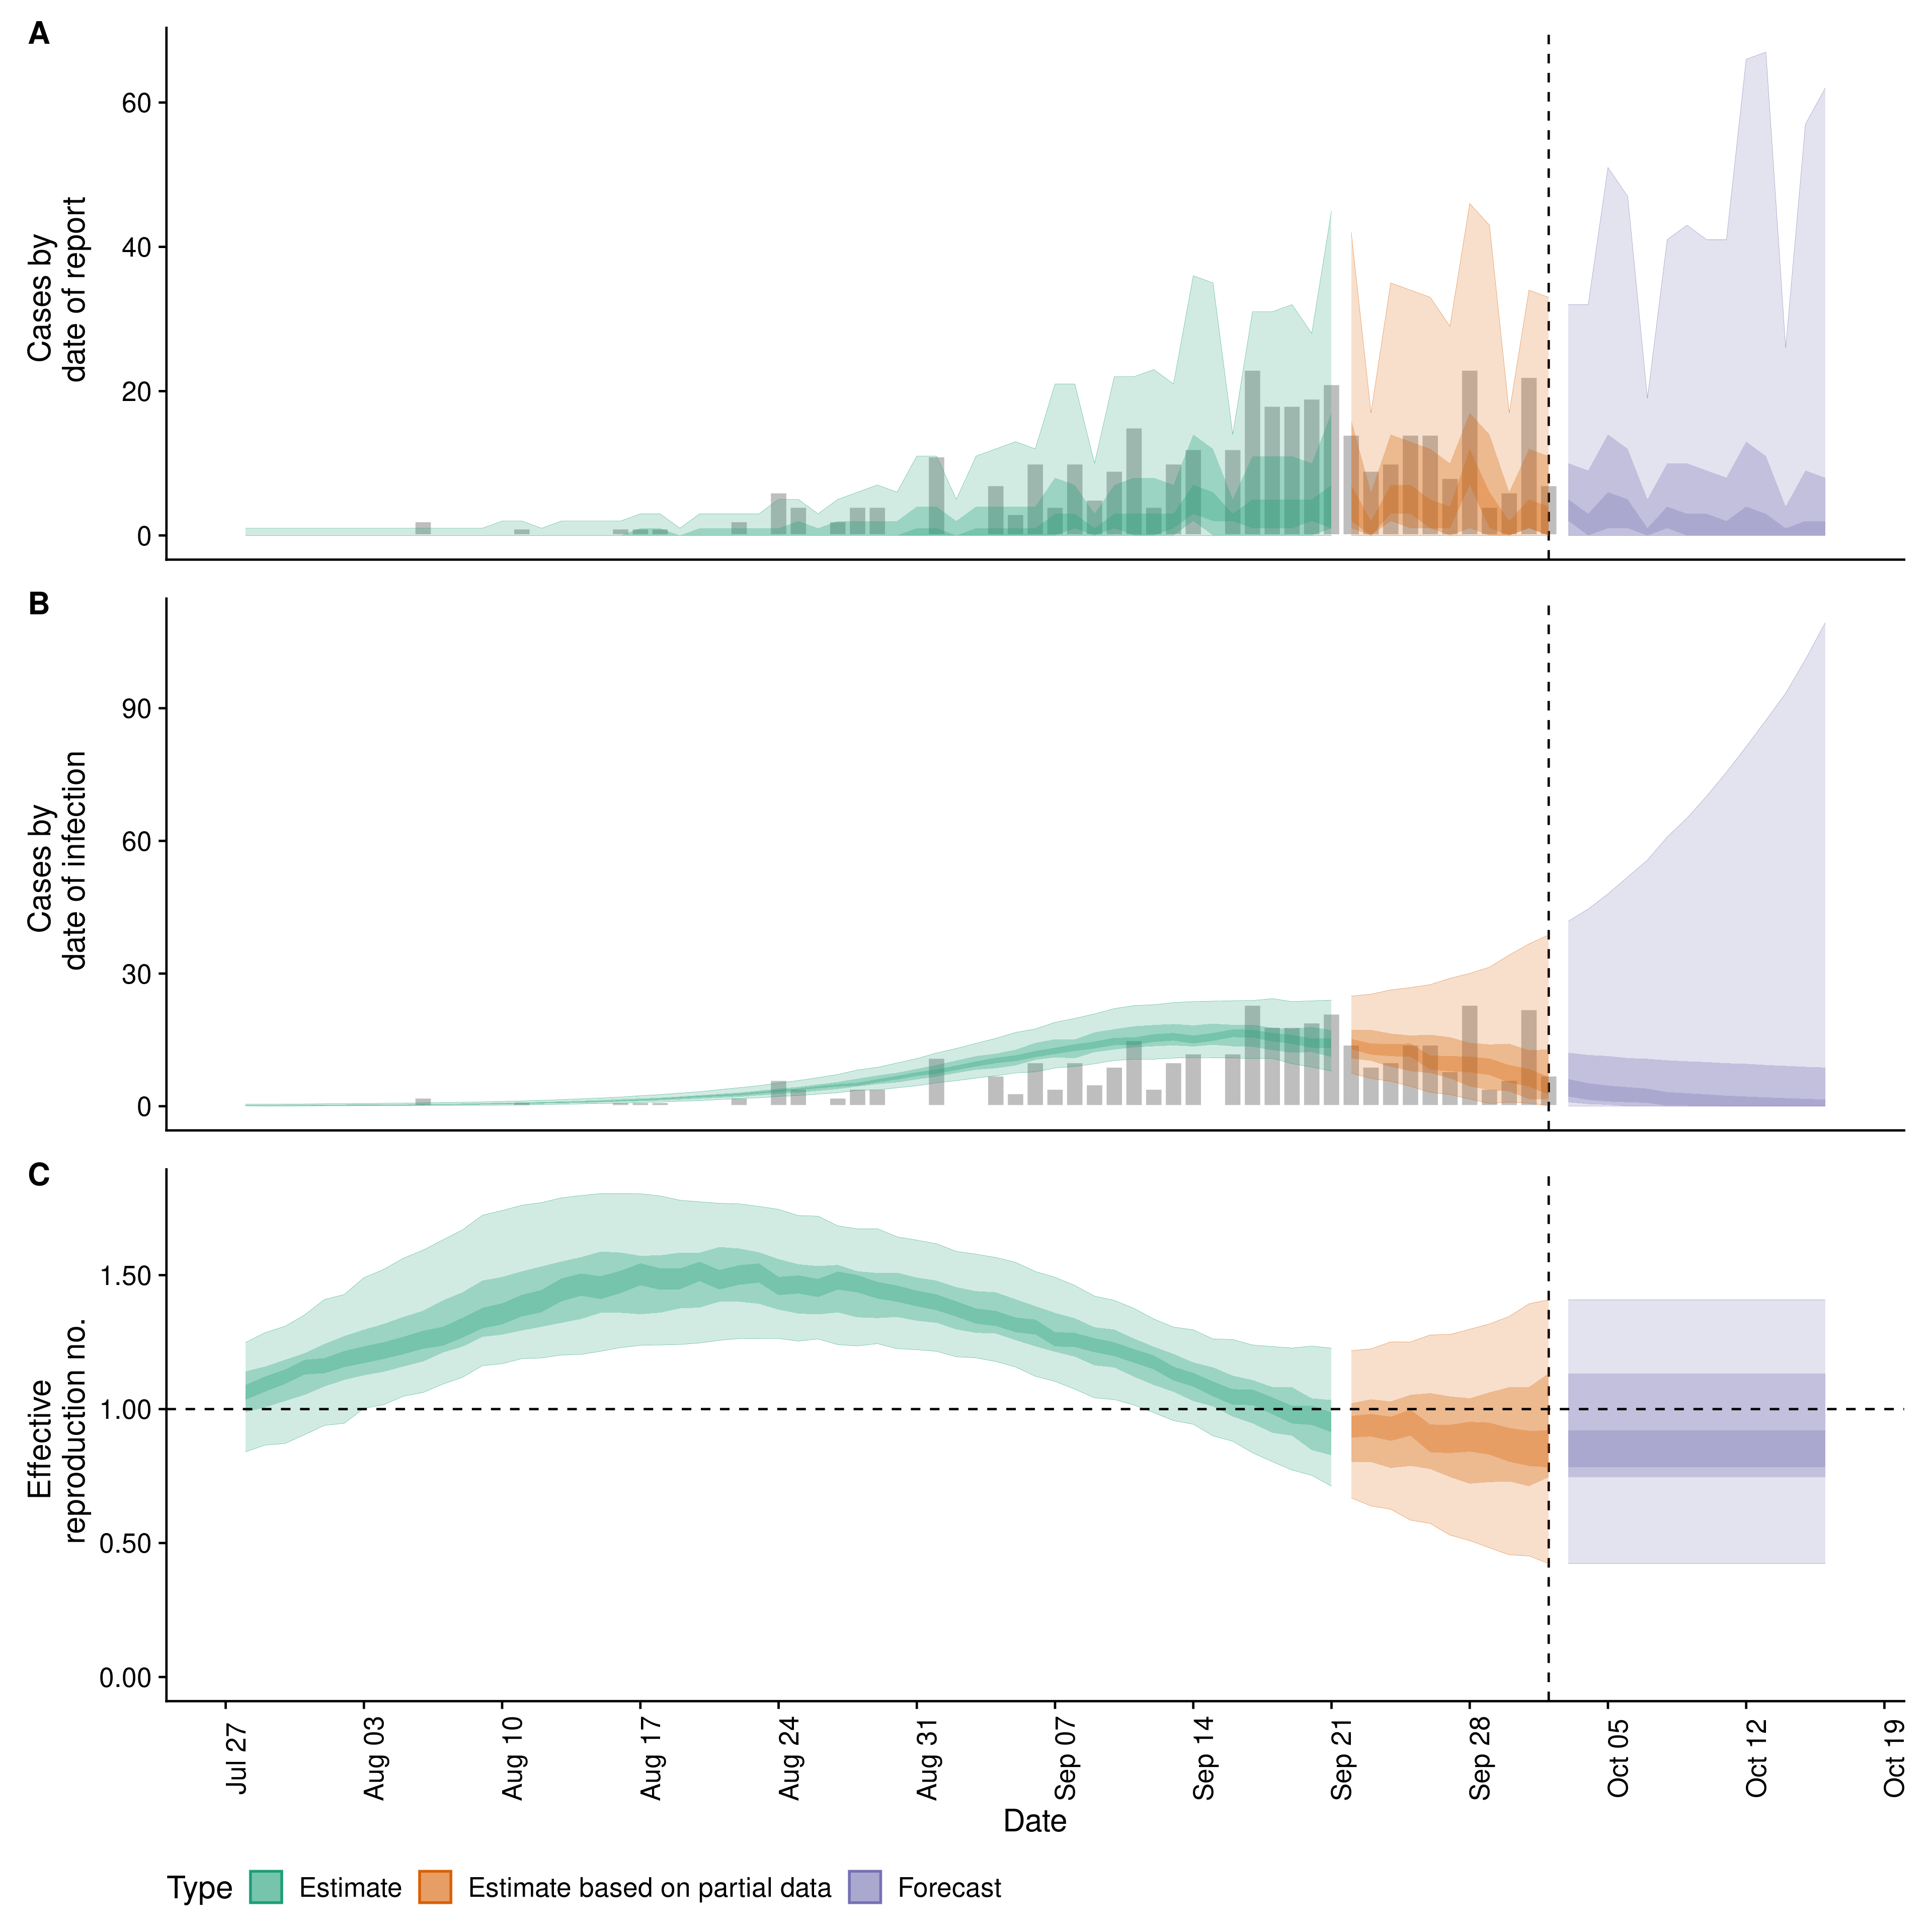 A
Cases by
date of report
60
40
20
0
B
Cases by
date of infection
90
60
30
0
C
Effective
reproduction no.
1.50
1.00
0.50
0.00
Jul 27
Aug 03
Aug 10
Aug 17
Aug 24
Aug 31
Sep 07
Sep 14
Sep 21
Sep 28
Oct 05
Oct 12
Oct 19
Date
Type Estimate Estimate based on partial data Forecast